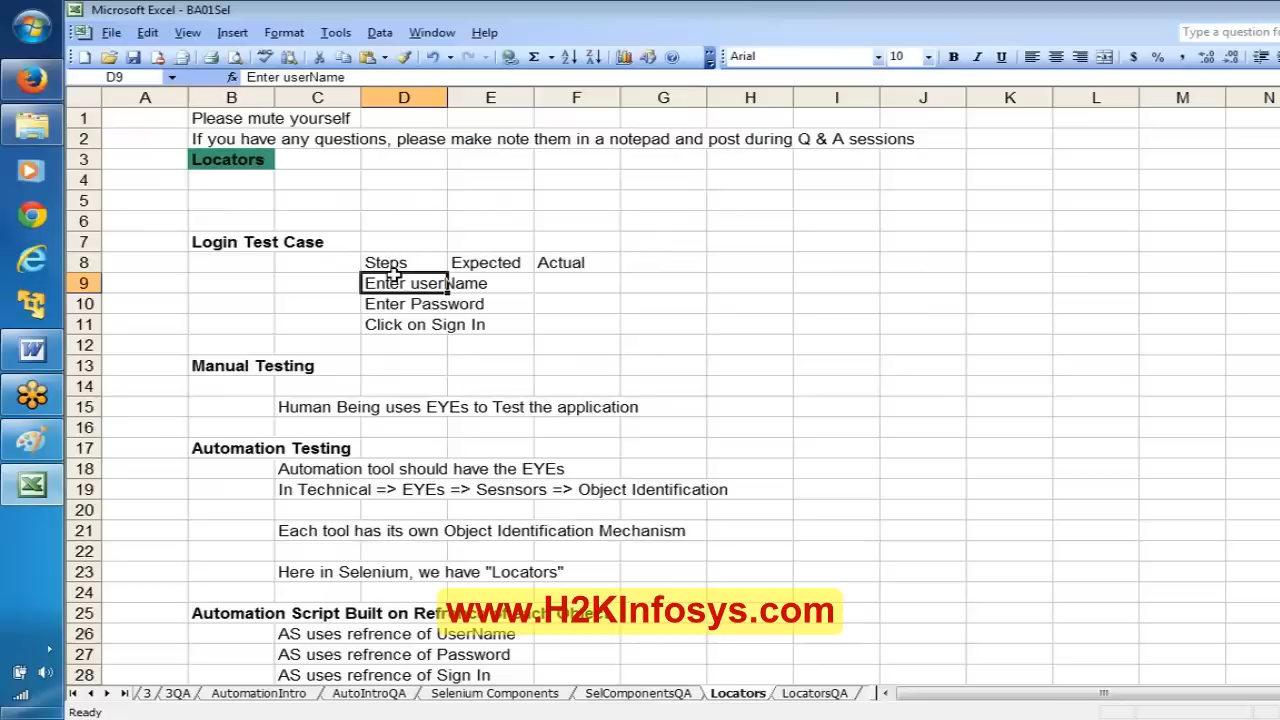 Microsoft Excel - BA01Sel
File Edit View Insert Format Tools Data Window Help
Type a question f
Arial 10 B I U $ %
D9 fx Enter userName
A B C D E F G H I J K L M N
1 Please mute yourself
2 If you have any questions, please make note them in a notepad and post during Q & A sessions
3 Locators
4
5
6
7 Login Test Case
8 Steps Expected Actual
9 Enter userName
10 Enter Password
11 Click on Sign In
12
13 Manual Testing
14
15 Human Being uses EYEs to Test the application
16
17 Automation Testing
18 Automation tool should have the EYEs
19 In Technical => EYEs => Sesnsors => Object Identification
20
21 Each tool has its own Object Identification Mechanism
22
23 Here in Selenium, we have "Locators"
24
www.H2KInfosys.com
25 Automation Script Built on Refrence of each Object
26 AS uses refrence of UserName
27 AS uses refrence of Password
28 AS uses refrence of Sign In
3 3QA AutomationIntro AutoIntroQA Selenium Components SelComponentsQA Locators LocatorsQA
Ready